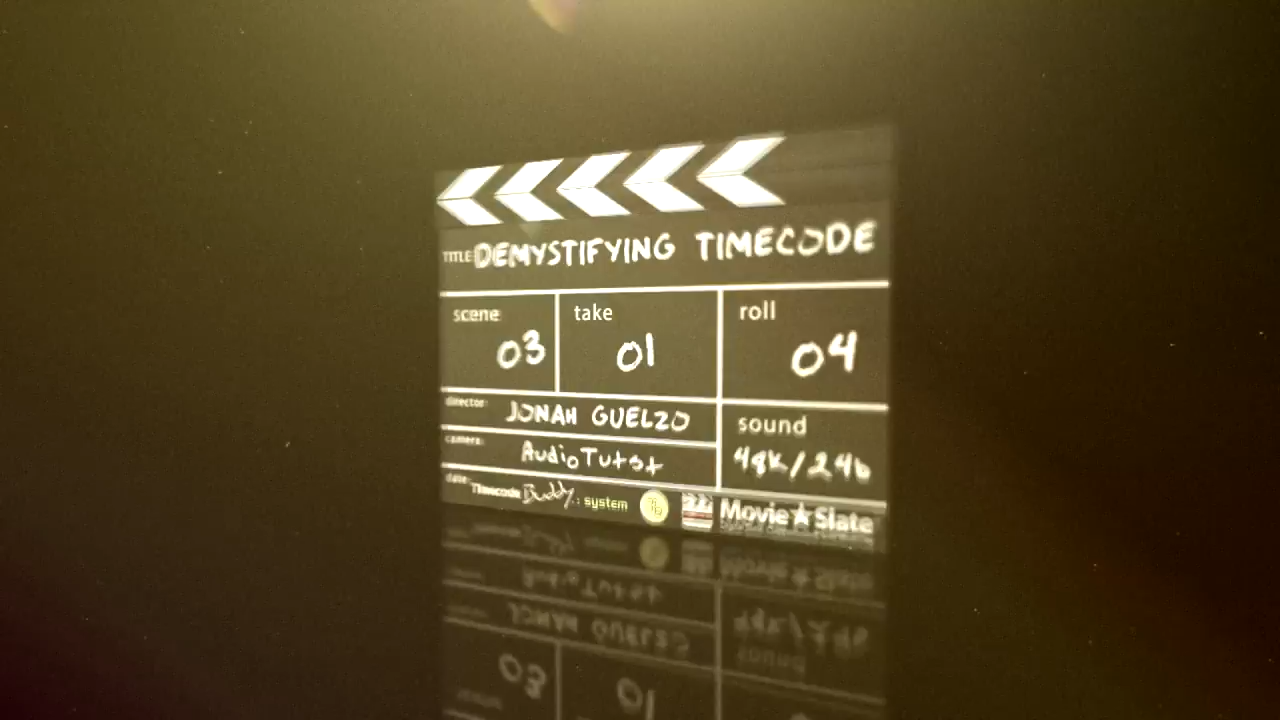 TITLE: DEMYSTIFYING TIMECODE
scene take roll
03 01 04
director: JONAH GUELZO
sound
camera: AudioTuts+
48k/24b
date: Timecode Buddy: system
Movie★Slate